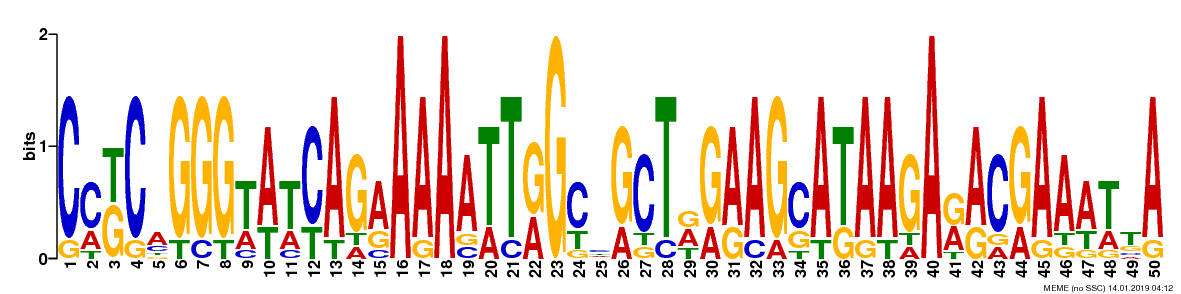 2
bits
1
0
CCTCAGGGTATCAGAAAAATTGGCGCTGGAAGCATAAGAGACGAAATTA
GAGGCTCTATATTTGGGACATATCAAGCAGTGGTTAGGAGTTAGG
TCCACCGGTTATAGGG
1 2 3 4 5 6 7 8 9 10 11 12 13 14 15 16 17 18 19 20 21 22 23 24 25 26 27 28 29 30 31 32 33 34 35 36 37 38 39 40 41 42 43 44 45 46 47 48 49 50
MEME (no SSC) 14.01.2019 04:12